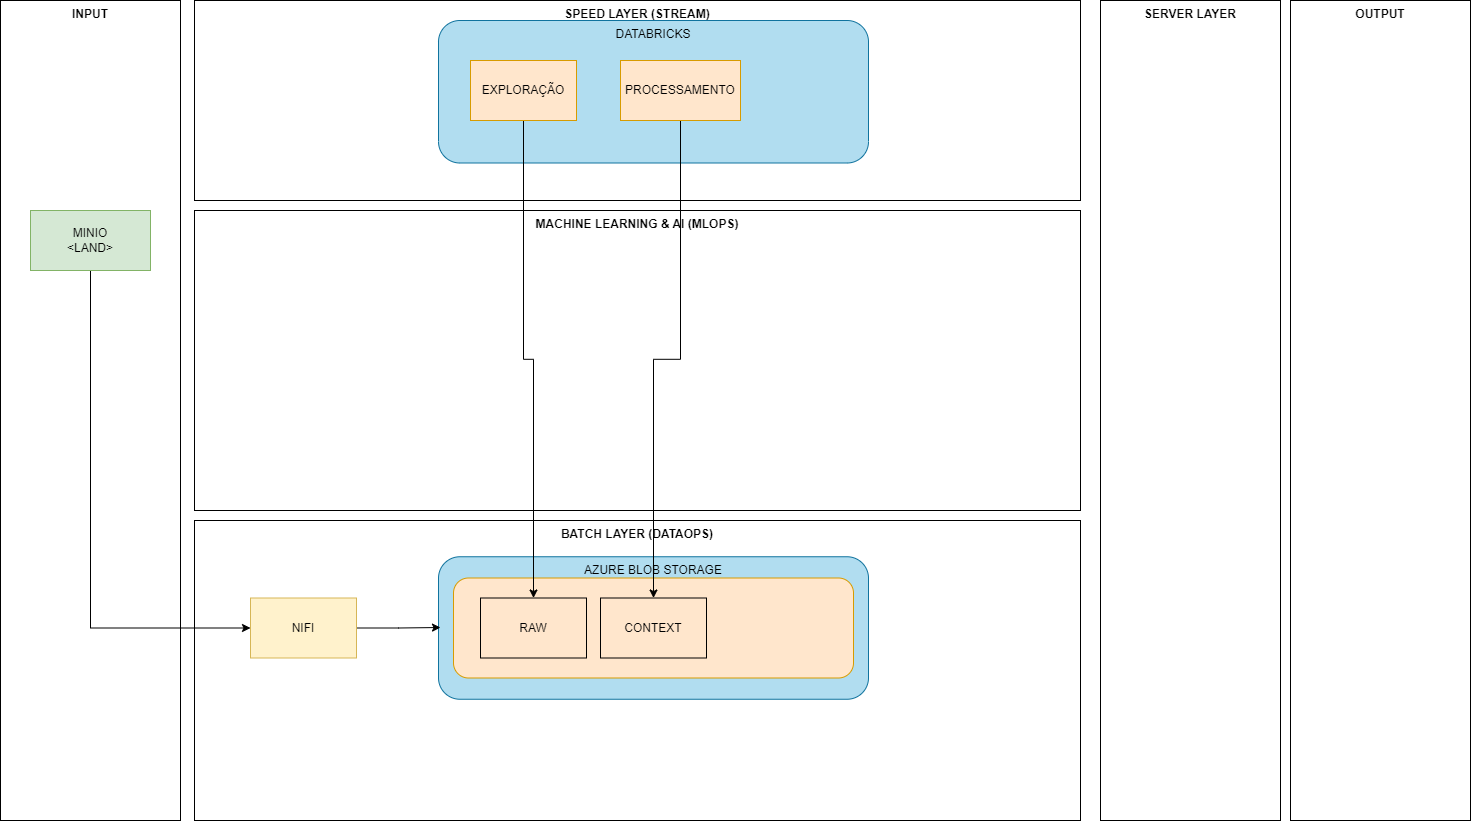 INPUT
SPEED LAYER (STREAM)
SERVER LAYER
OUTPUT
DATABRICKS
EXPLORAÇÃO
PROCESSAMENTO
MINIO
<LAND>
MACHINE LEARNING & AI (MLOPS)
BATCH LAYER (DATAOPS)
AZURE BLOB STORAGE
NIFI
RAW
CONTEXT